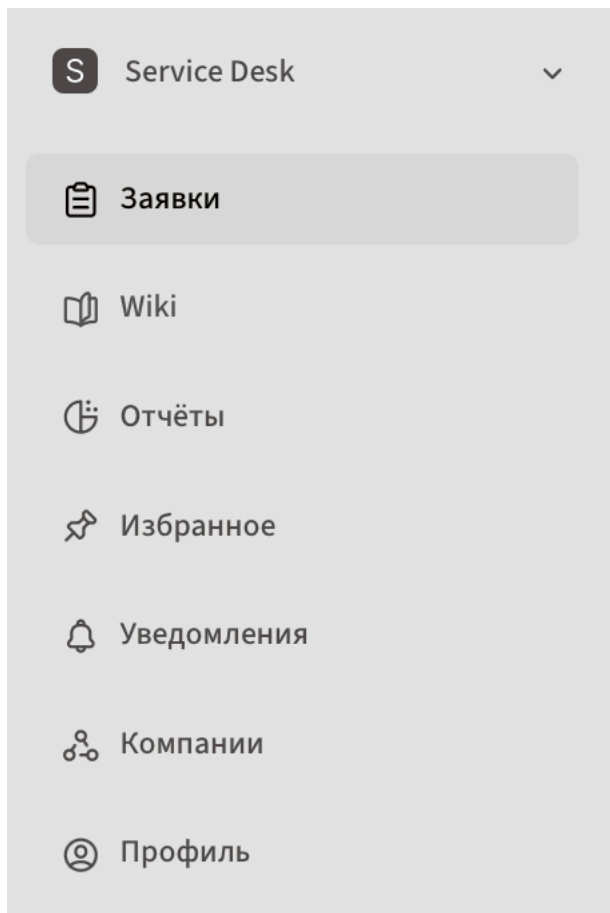 S Service Desk
Заявки
Wiki
Отчёты
Избранное
Уведомления
Компании
Профиль